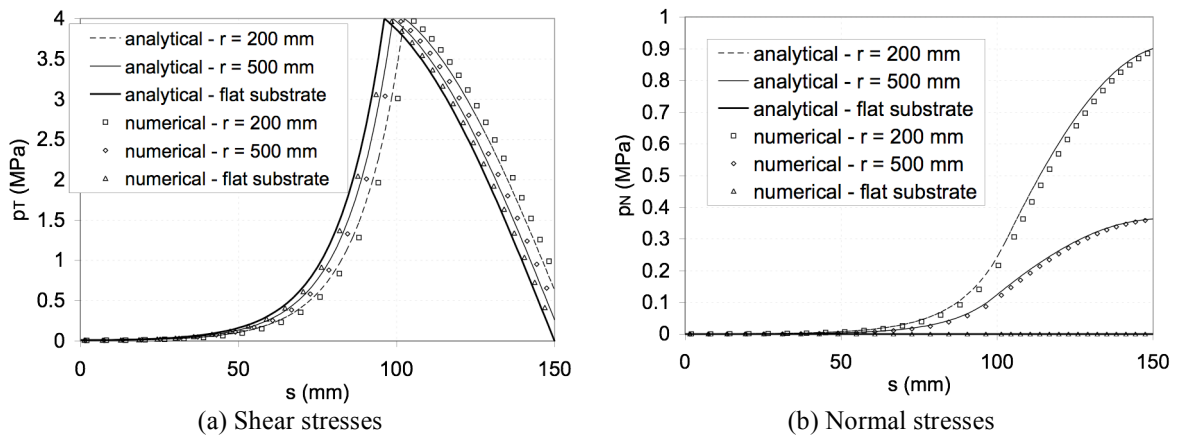 4
3.5
3
2.5
2
1.5
1
0.5
0
pT (MPa)
analytical - r = 200 mm
analytical - r = 500 mm
analytical - flat substrate
numerical - r = 200 mm
numerical - r = 500 mm
numerical - flat substrate
0 50 100 150
s (mm)
(a) Shear stresses
1
0.9
0.8
0.7
0.6
0.5
0.4
0.3
0.2
0.1
0
pN (MPa)
analytical - r = 200 mm
analytical - r = 500 mm
analytical - flat substrate
numerical - r = 200 mm
numerical - r = 500 mm
numerical - flat substrate
0 50 100 150
s (mm)
(b) Normal stresses